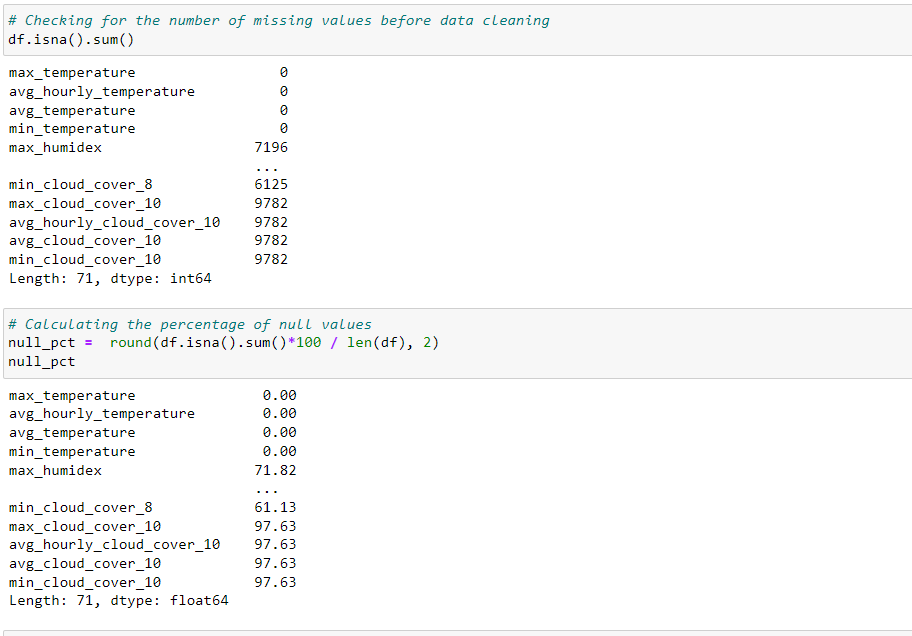 # Checking for the number of missing values before data cleaning
df.isna().sum()
max_temperature 0
avg_hourly_temperature 0
avg_temperature 0
min_temperature 0
max_humidex 7196
...
min_cloud_cover_8 6125
max_cloud_cover_10 9782
avg_hourly_cloud_cover_10 9782
avg_cloud_cover_10 9782
min_cloud_cover_10 9782
Length: 71, dtype: int64
# Calculating the percentage of null values
null_pct = round(df.isna().sum()*100 / len(df), 2)
null_pct
max_temperature 0.00
avg_hourly_temperature 0.00
avg_temperature 0.00
min_temperature 0.00
max_humidex 71.82
...
min_cloud_cover_8 61.13
max_cloud_cover_10 97.63
avg_hourly_cloud_cover_10 97.63
avg_cloud_cover_10 97.63
min_cloud_cover_10 97.63
Length: 71, dtype: float64